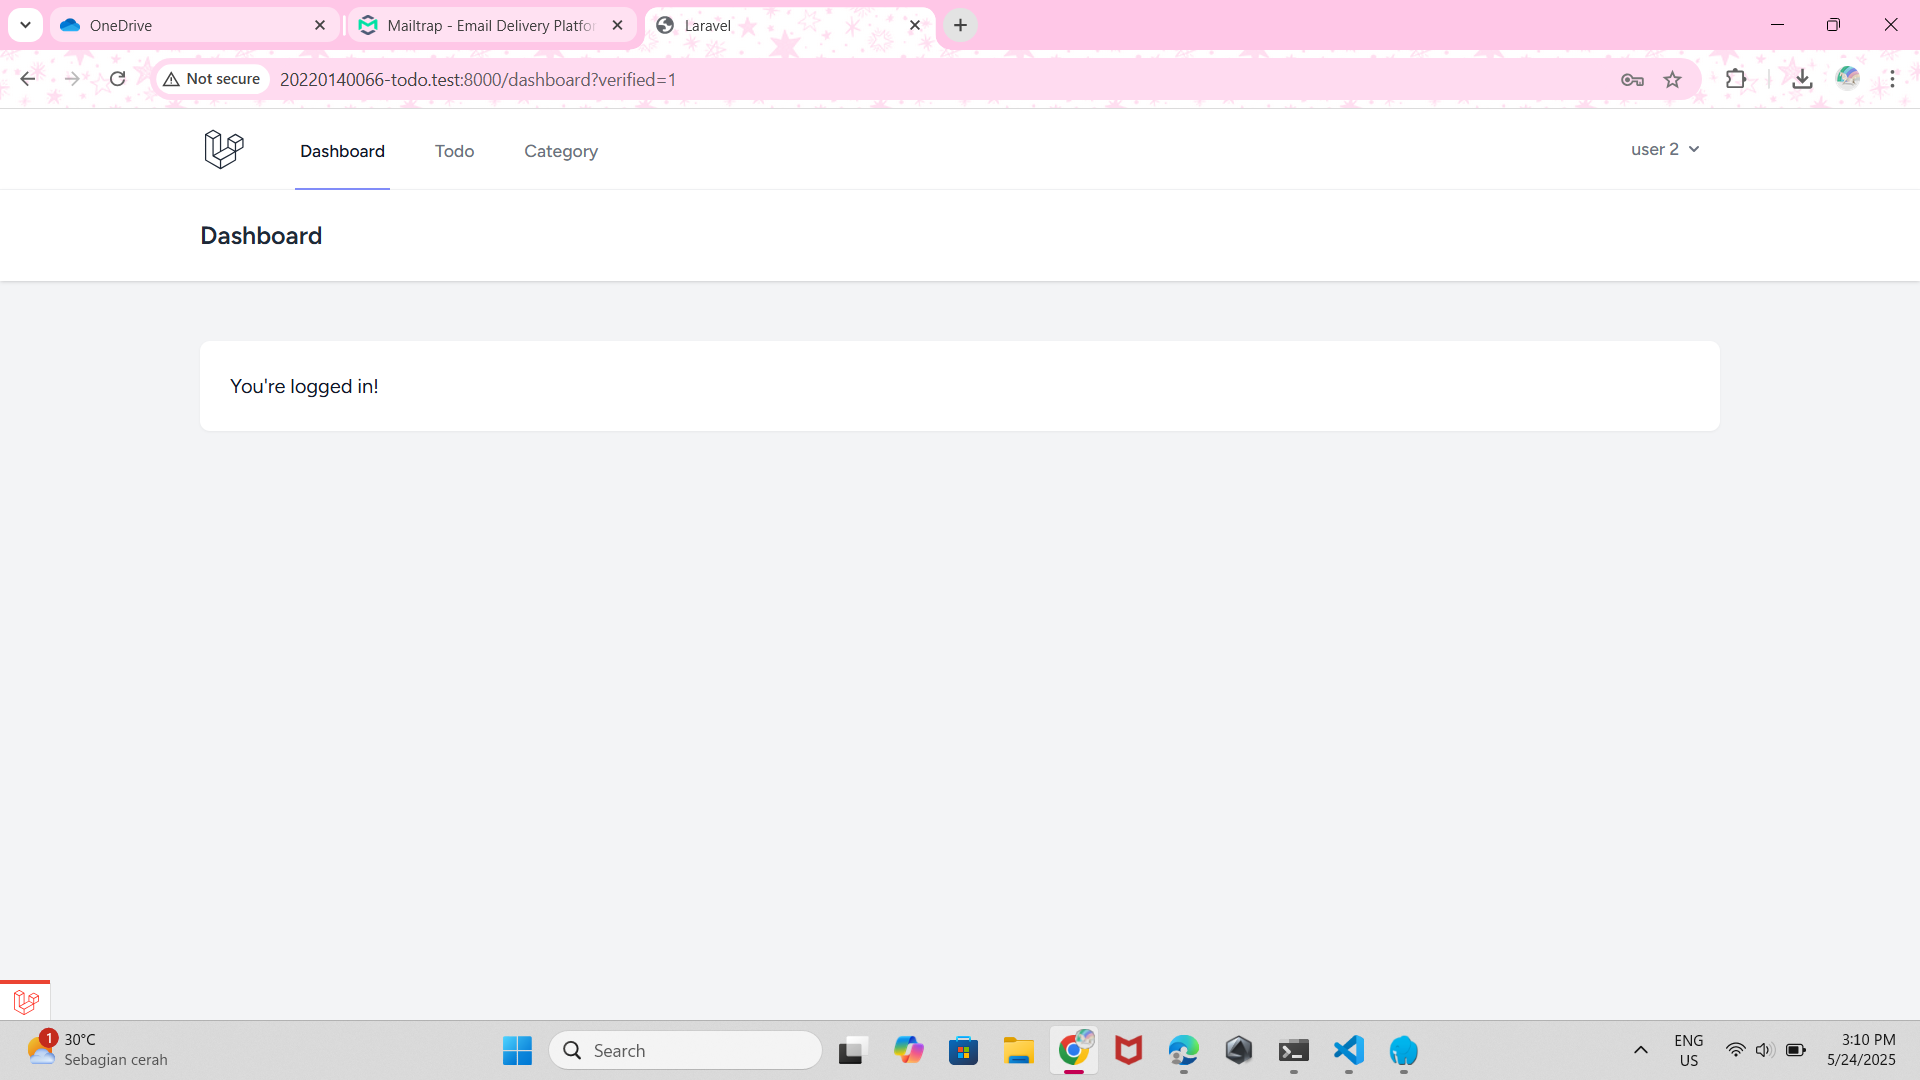 OneDrive
Mailtrap - Email Delivery Platfor
Laravel
Not secure
20220140066-todo.test:8000/dashboard?verified=1
Dashboard
Todo
Category
user 2
Dashboard
You're logged in!
1
30°C
Sebagian cerah
Search
ENG
US
3:10 PM
5/24/2025